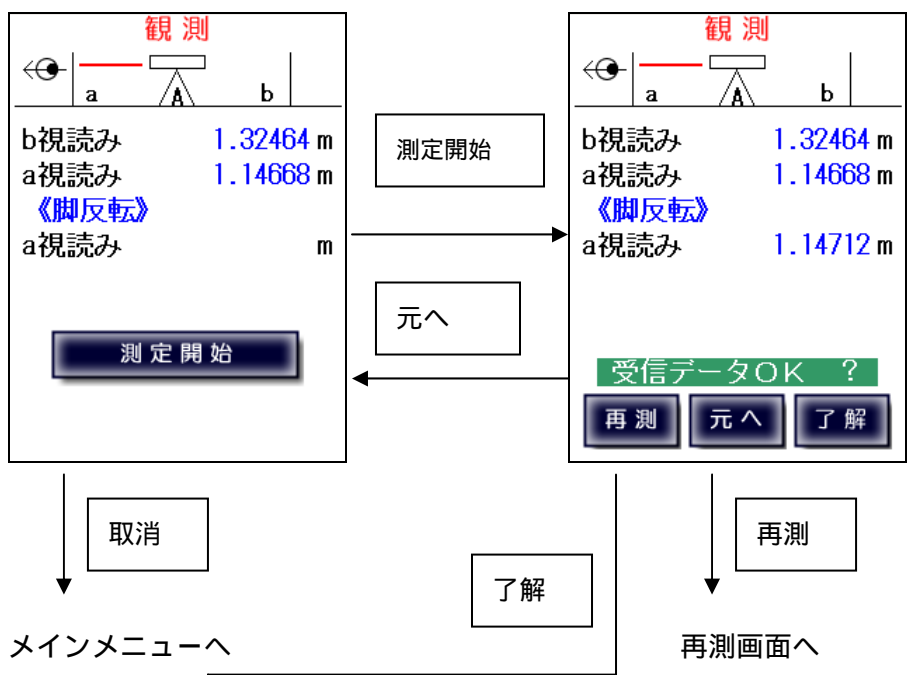 観測
a
A
b
b視読み 1.32464 m
a視読み 1.14668 m
《脚反転》
a視読み m
測定開始
測定開始
元へ
観測
a
A
b
b視読み 1.32464 m
a視読み 1.14668 m
《脚反転》
a視読み 1.14712 m
受信データOK ?
再測 元へ 了解
取消
了解
再測
メインメニューへ
再測画面へ